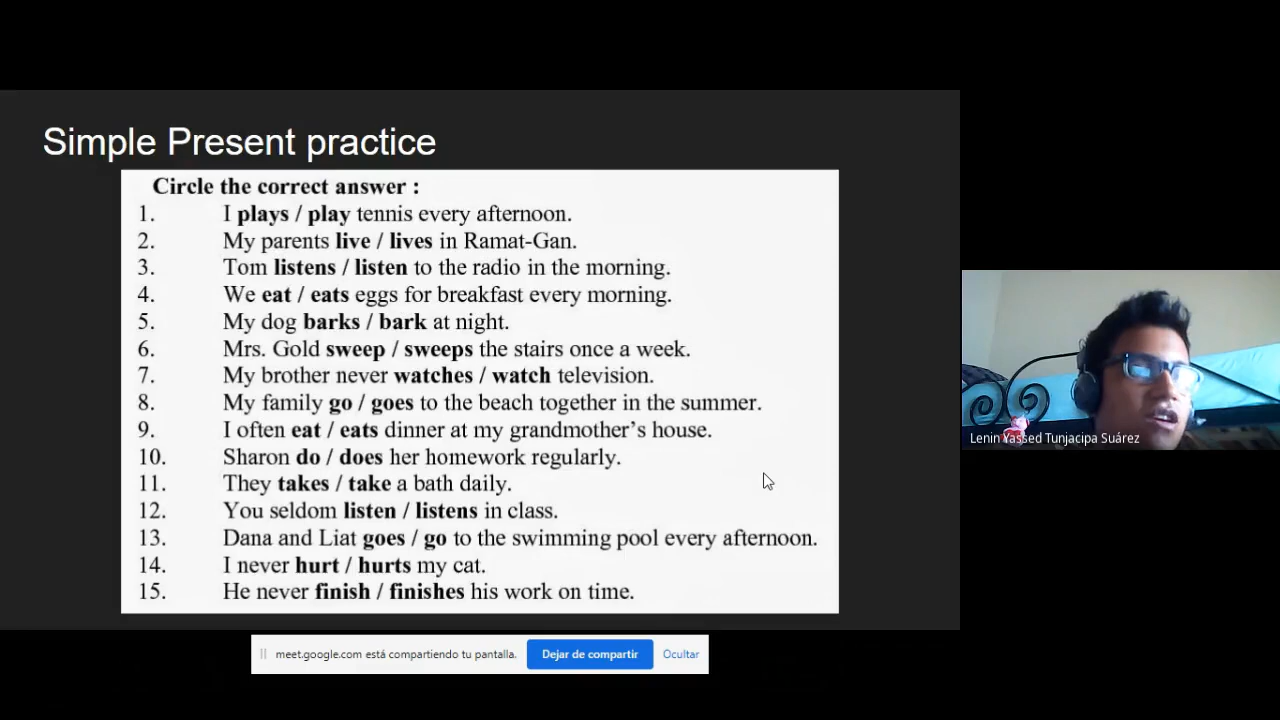 Simple Present practice
Circle the correct answer :
1. I plays / play tennis every afternoon.
2. My parents live / lives in Ramat-Gan.
3. Tom listens / listen to the radio in the morning.
4. We eat / eats eggs for breakfast every morning.
5. My dog barks / bark at night.
6. Mrs. Gold sweep / sweeps the stairs once a week.
7. My brother never watches / watch television.
8. My family go / goes to the beach together in the summer.
9. I often eat / eats dinner at my grandmother's house.
10. Sharon do / does her homework regularly.
11. They takes / take a bath daily.
12. You seldom listen / listens in class.
13. Dana and Liat goes / go to the swimming pool every afternoon.
14. I never hurt / hurts my cat.
15. He never finish / finishes his work on time.
Lenin Yassed Tunjacipa Suárez
meet.google.com está compartiendo tu pantalla. Dejar de compartir Ocultar